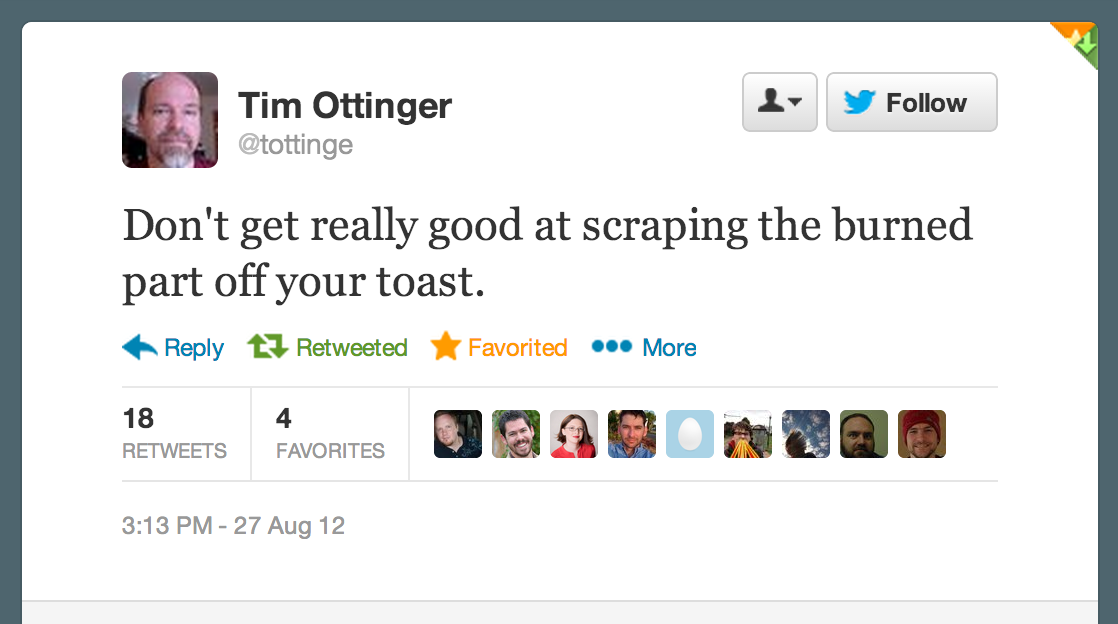 Tim Ottinger
@tottinge
Follow
Don't get really good at scraping the burned
part off your toast.
Reply Retweeted Favorited More
18 4
RETWEETS FAVORITES
3:13 PM - 27 Aug 12